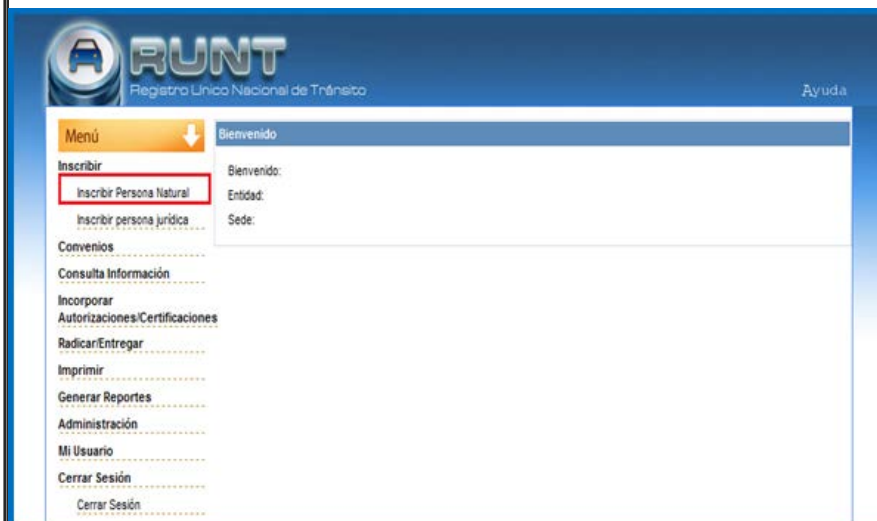 RUNT
Registro Unico Nacional de Tránsito
Ayuda
Menú
Bienvenido
Inscribir
Inscribir Persona Natural
Inscribir persona jurídica
Convenios
Consulta Información
Incorporar
Autorizaciones/Certificaciones
Radicar/Entregar
Imprimir
Generar Reportes
Administración
Mi Usuario
Cerrar Sesión
Cerrar Sesión
Bienvenido:
Entidad:
Sede: